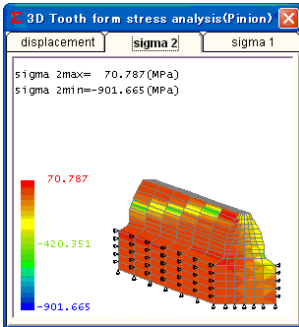 3D Tooth form stress analysis(Pinion)
displacement
sigma 2
sigma 1
sigma 2max= 70.787(MPa)
sigma 2min=-901.665(MPa)
70.787
-420.351
-901.665